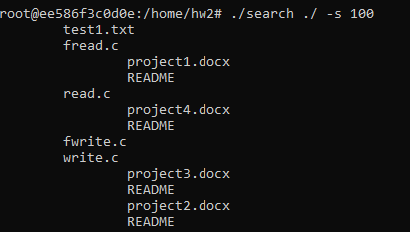 root@ee586f3c0d0e:/home/hw2# ./search ./ -s 100
test1.txt
fread.c
project1.docx
README
read.c
project4.docx
README
fwrite.c
write.c
project3.docx
README
project2.docx
README